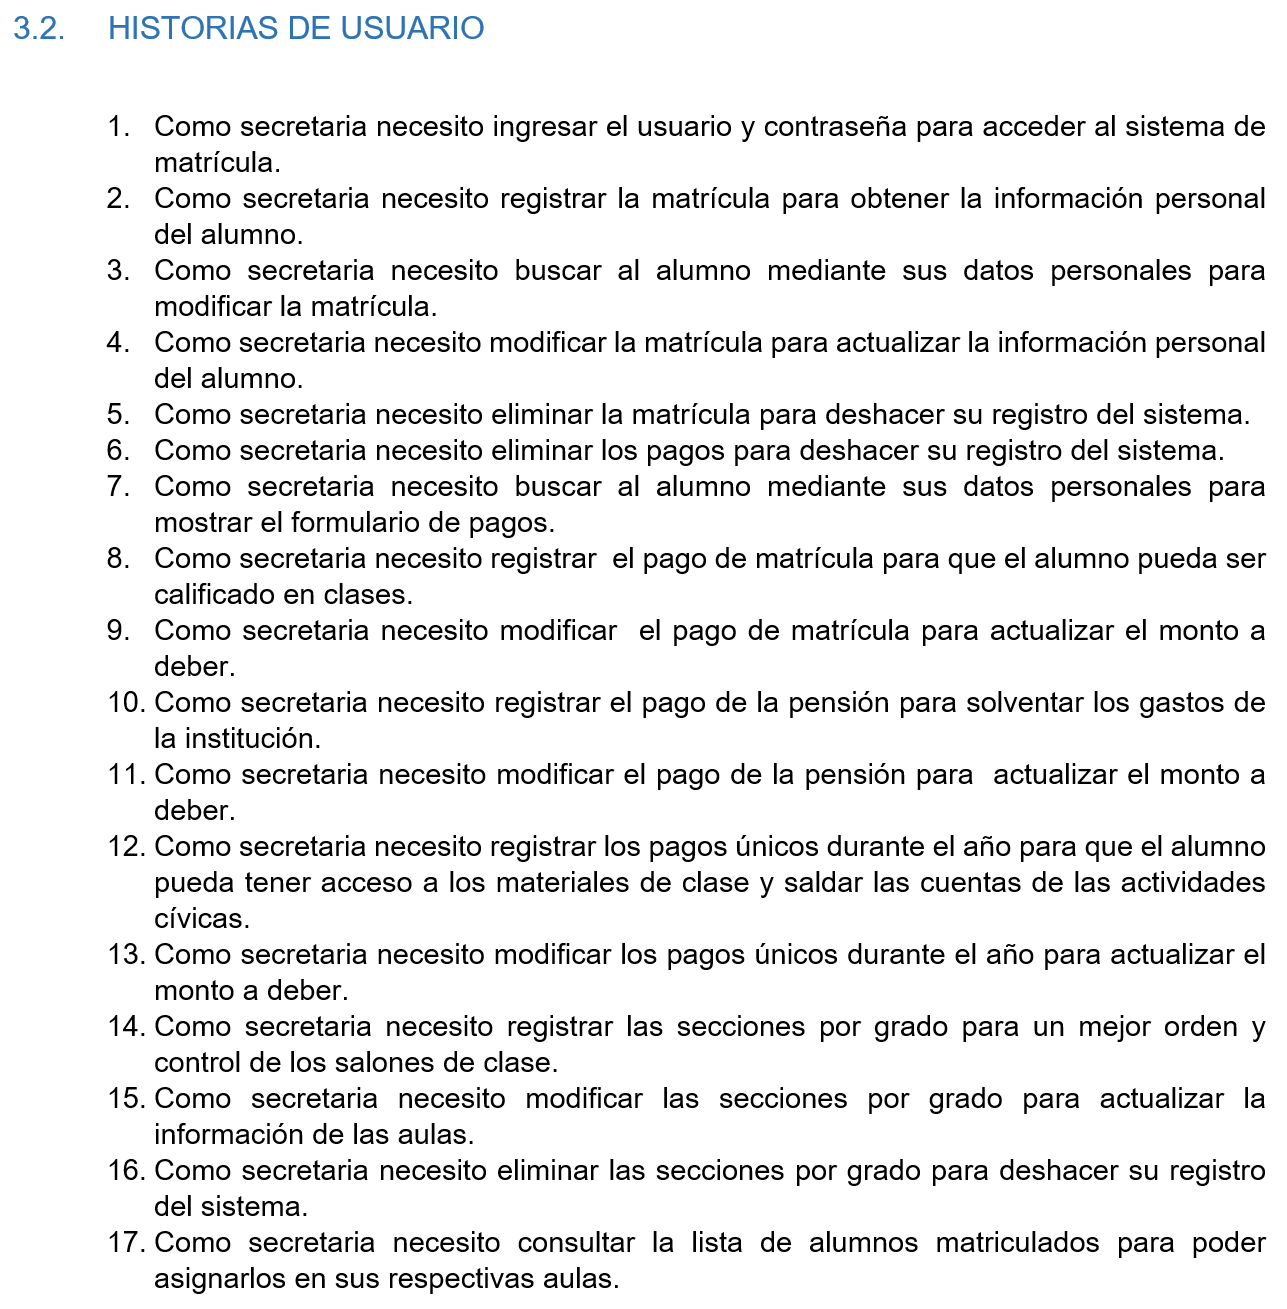 3.2. HISTORIAS DE USUARIO
1. Como secretaria necesito ingresar el usuario y contraseña para acceder al sistema de
matrícula.
2. Como secretaria necesito registrar la matrícula para obtener la información personal
del alumno.
3. Como secretaria necesito buscar al alumno mediante sus datos personales para
modificar la matrícula.
4. Como secretaria necesito modificar la matrícula para actualizar la información personal
del alumno.
5. Como secretaria necesito eliminar la matrícula para deshacer su registro del sistema.
6. Como secretaria necesito eliminar los pagos para deshacer su registro del sistema.
7. Como secretaria necesito buscar al alumno mediante sus datos personales para
mostrar el formulario de pagos.
8. Como secretaria necesito registrar  el pago de matrícula para que el alumno pueda ser
calificado en clases.
9. Como secretaria necesito modificar  el pago de matrícula para actualizar el monto a
deber.
10. Como secretaria necesito registrar el pago de la pensión para solventar los gastos de
la institución.
11. Como secretaria necesito modificar el pago de la pensión para  actualizar el monto a
deber.
12. Como secretaria necesito registrar los pagos únicos durante el año para que el alumno
pueda tener acceso a los materiales de clase y saldar las cuentas de las actividades
cívicas.
13. Como secretaria necesito modificar los pagos únicos durante el año para actualizar el
monto a deber.
14. Como secretaria necesito registrar las secciones por grado para un mejor orden y
control de los salones de clase.
15. Como secretaria necesito modificar las secciones por grado para actualizar la
información de las aulas.
16. Como secretaria necesito eliminar las secciones por grado para deshacer su registro
del sistema.
17. Como secretaria necesito consultar la lista de alumnos matriculados para poder
asignarlos en sus respectivas aulas.